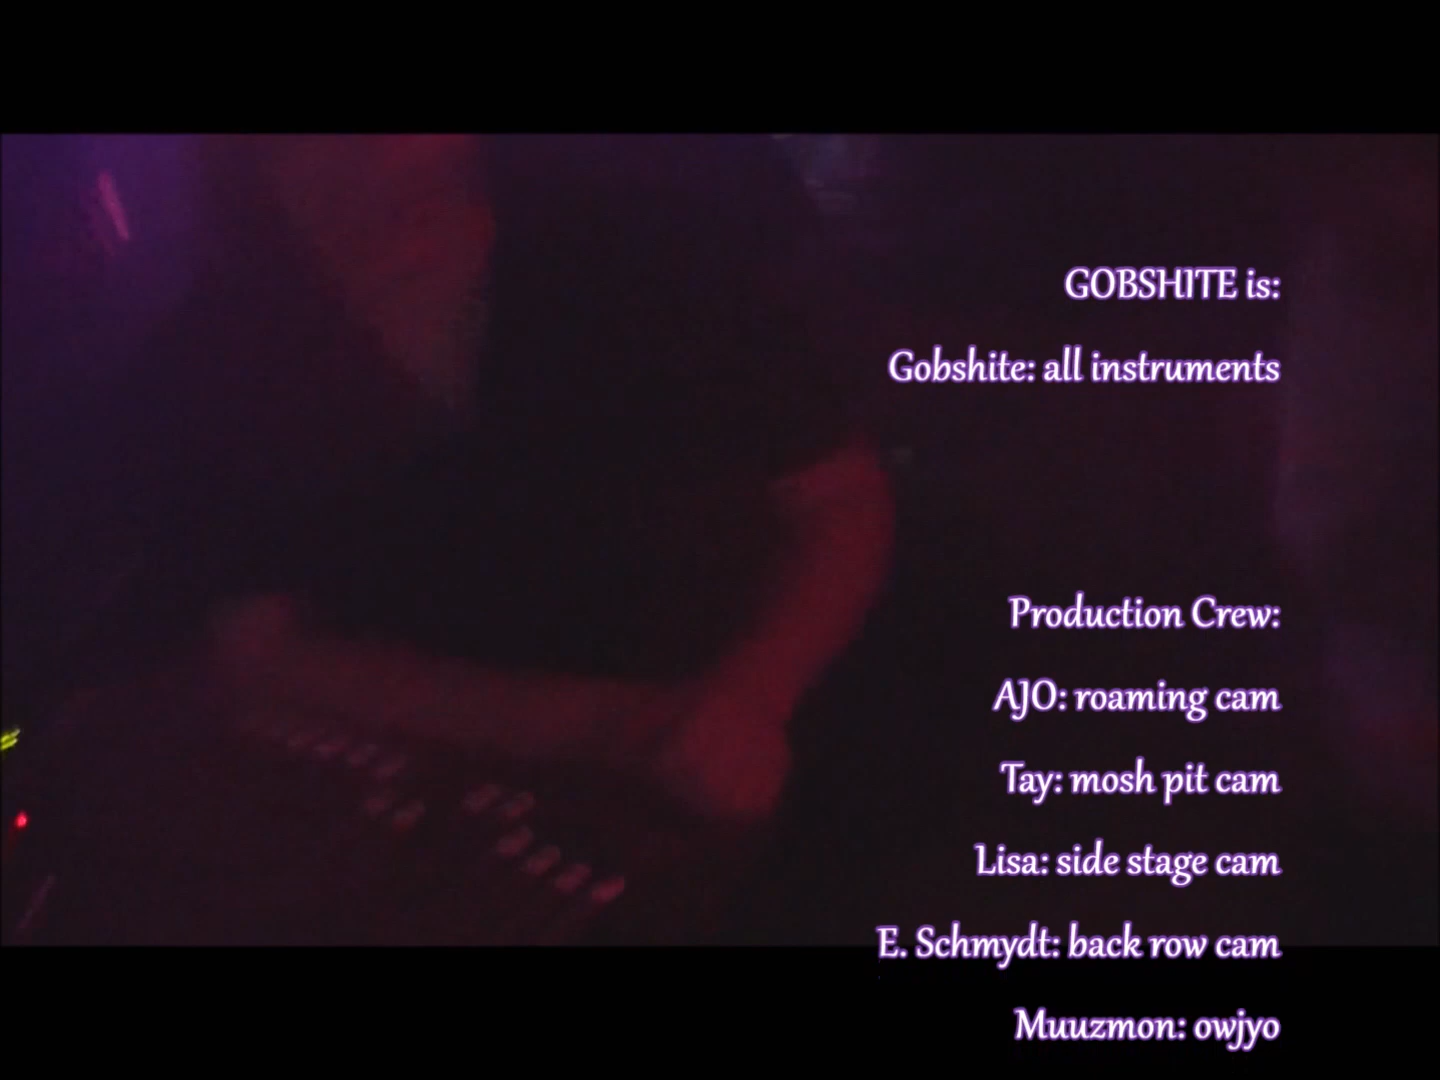 GOBSHITE is:
Gobshite: all instruments
Production Crew:
AJO: roaming cam
Tay: mosh pit cam
Lisa: side stage cam
E. Schmydt: back row cam
Muuzmon: owjyo